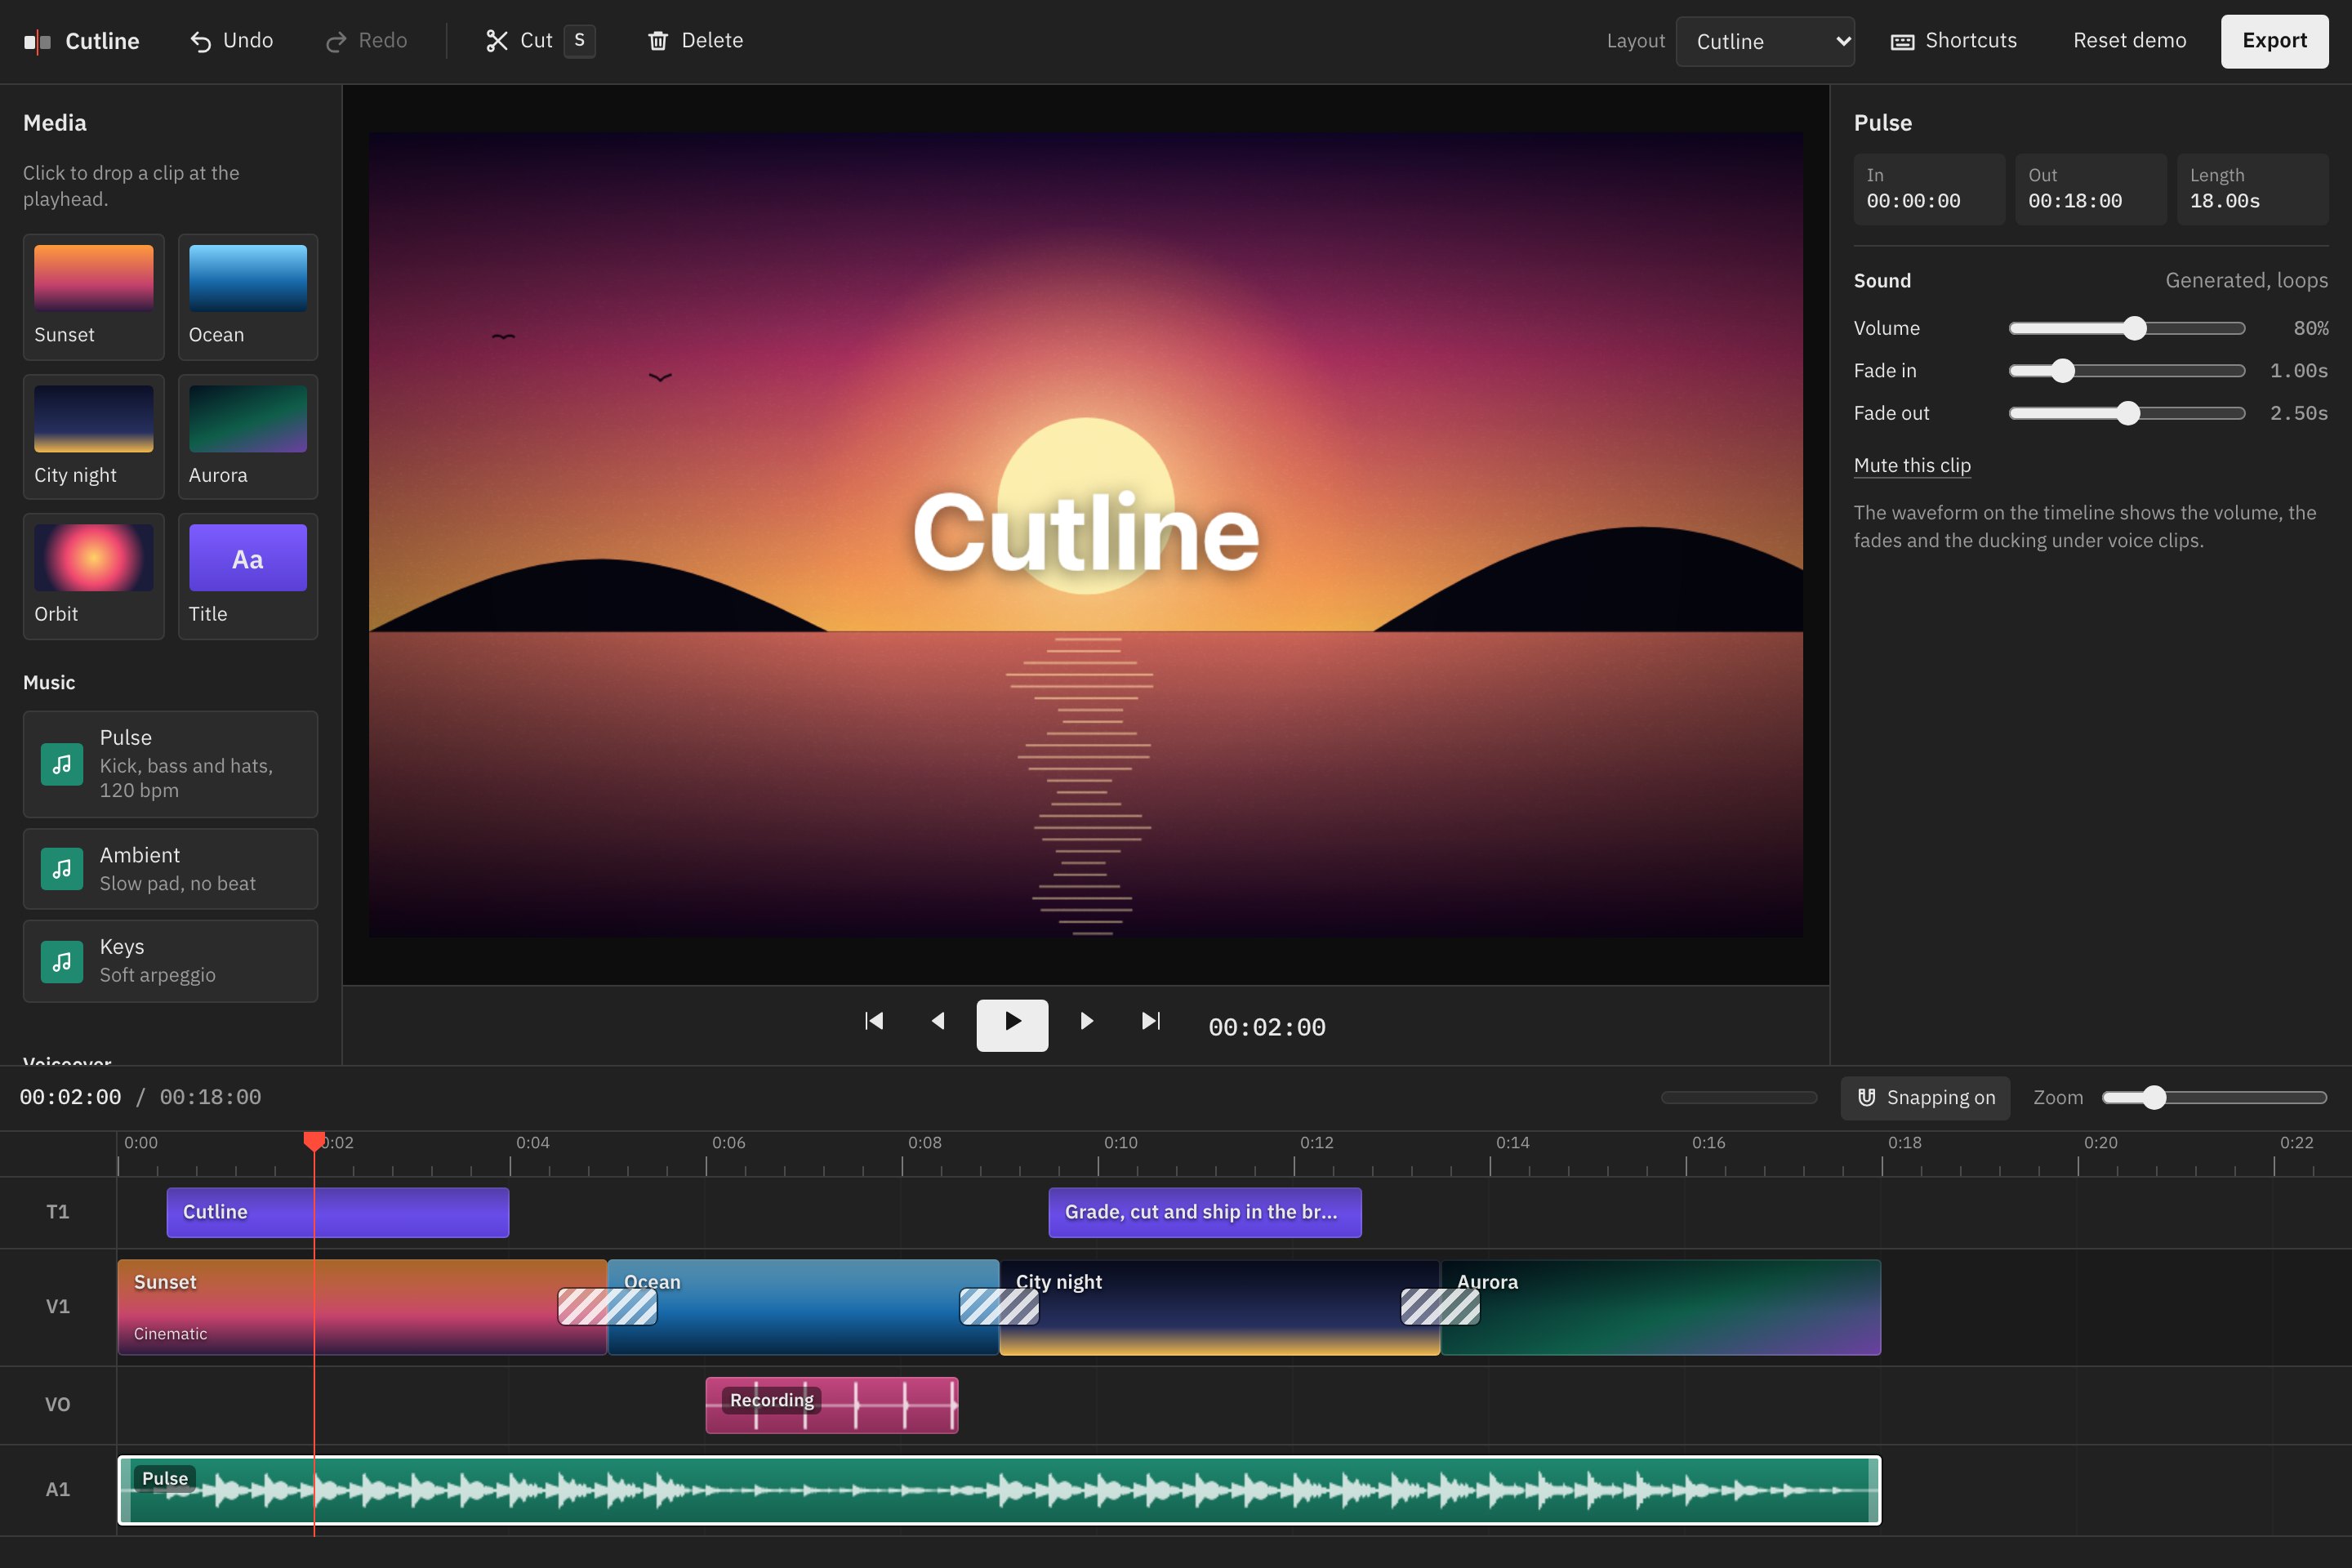 Cutline
Undo
Redo
Cut S
Delete
Layout
Cutline
Shortcuts
Reset demo
Export
Media
Click to drop a clip at the
playhead.
Sunset
Ocean
City night
Aurora
Aa
Orbit
Title
Music
Pulse
Kick, bass and hats,
120 bpm
Ambient
Slow pad, no beat
Keys
Soft arpeggio
Voiceover
Cutline
00:02:00
Pulse
In
00:00:00
Out
00:18:00
Length
18.00s
Sound
Generated, loops
Volume
80%
Fade in
1.00s
Fade out
2.50s
Mute this clip
The waveform on the timeline shows the volume, the
fades and the ducking under voice clips.
00:02:00 / 00:18:00
Snapping on
Zoom
0:00
0:02
0:04
0:06
0:08
0:10
0:12
0:14
0:16
0:18
0:20
0:22
T1
Cutline
Grade, cut and ship in the br...
V1
Sunset
Cinematic
Ocean
City night
Aurora
VO
Recording
A1
Pulse